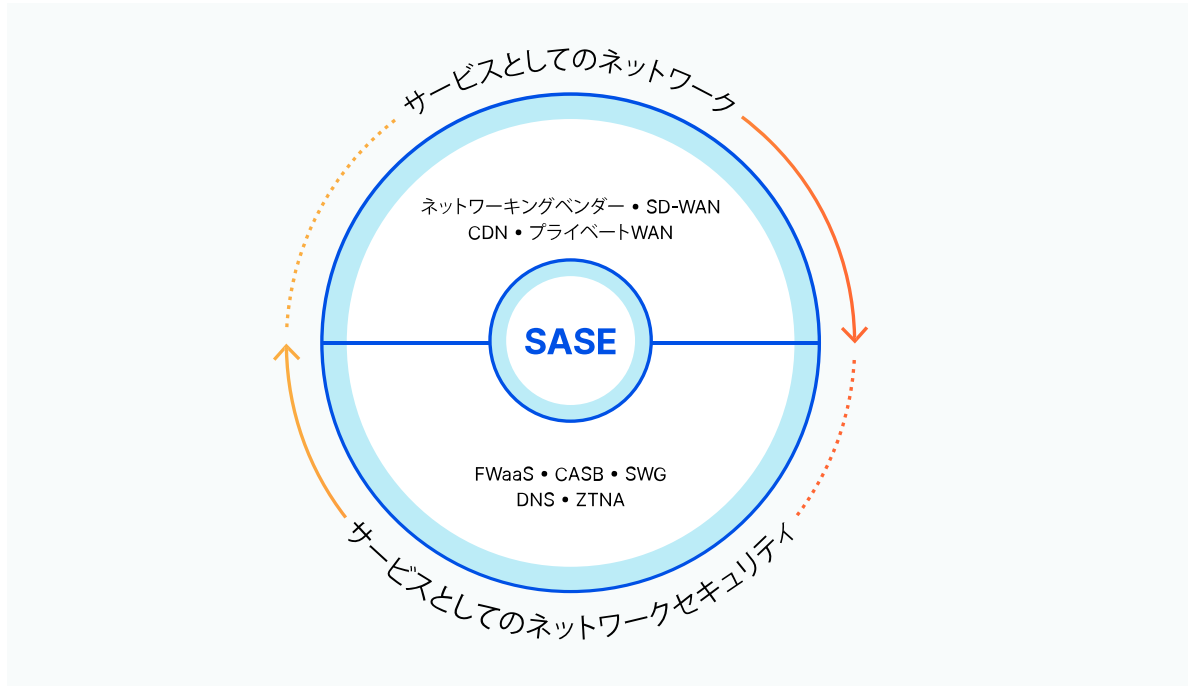 サービスとしてのネットワーク
ネットワーキングベンダー • SD-WAN
CDN • プライベートWAN
SASE
FWaaS • CASB • SWG
DNS • ZTNA
サービスとしてのネットワークセキュリティ